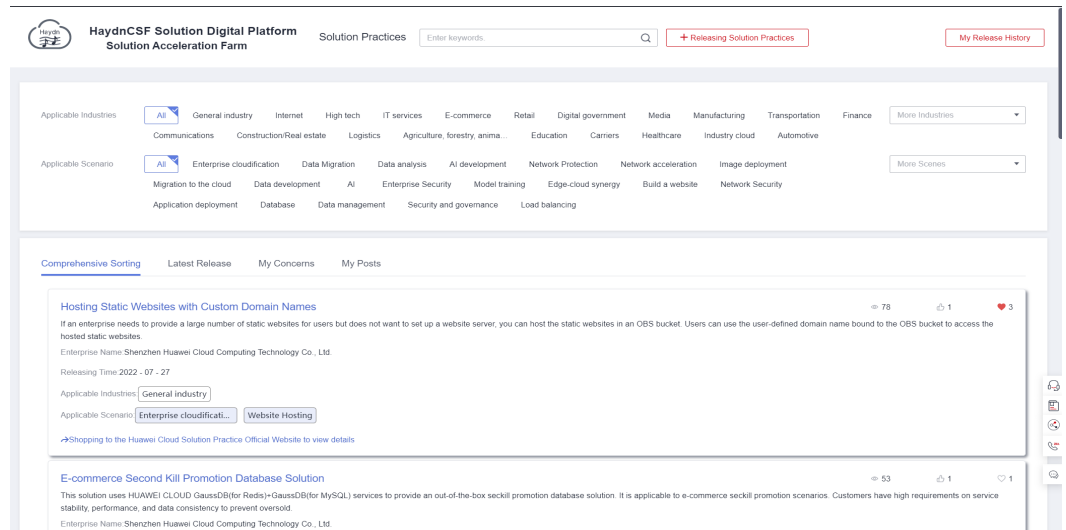 Haydn
HaydnCSF Solution Digital Platform
Solution Acceleration Farm
Solution Practices
Enter keywords.
+ Releasing Solution Practices
My Release History
Applicable Industries All General industry Internet High tech IT services E-commerce Retail Digital government Media Manufacturing Transportation Finance More Industries
Communications Construction/Real estate Logistics Agriculture, forestry, anima... Education Carriers Healthcare Industry cloud Automotive
Applicable Scenario All Enterprise cloudification Data Migration Data analysis AI development Network Protection Network acceleration Image deployment More Scenes
Migration to the cloud Data development AI Enterprise Security Model training Edge-cloud synergy Build a website Network Security
Application deployment Database Data management Security and governance Load balancing
Comprehensive Sorting Latest Release My Concerns My Posts
Hosting Static Websites with Custom Domain Names 78 1 3
If an enterprise needs to provide a large number of static websites for users but does not want to set up a website server, you can host the static websites in an OBS bucket. Users can use the user-defined domain name bound to the OBS bucket to access the
hosted static websites.
Enterprise Name:Shenzhen Huawei Cloud Computing Technology Co., Ltd.
Releasing Time:2022 - 07 - 27
Applicable Industries: General industry
Applicable Scenario: Enterprise cloudificati... Website Hosting
Shopping to the Huawei Cloud Solution Practice Official Website to view details
E-commerce Second Kill Promotion Database Solution 53 1 1
This solution uses HUAWEI CLOUD GaussDB(for Redis)+GaussDB(for MySQL) services to provide an out-of-the-box seckill promotion database solution. It is applicable to e-commerce seckill promotion scenarios. Customers have high requirements on service
stability, performance, and data consistency to prevent oversold.
Enterprise Name:Shenzhen Huawei Cloud Computing Technology Co., Ltd.